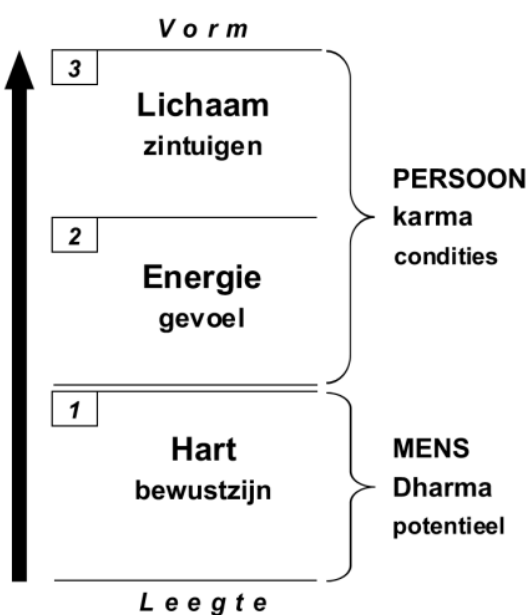 Vorm
3
Lichaam
zintuigen
PERSOON
karma
condities
2
Energie
gevoel
1
Hart
bewustzijn
MENS
Dharma
potentieel
Leegte